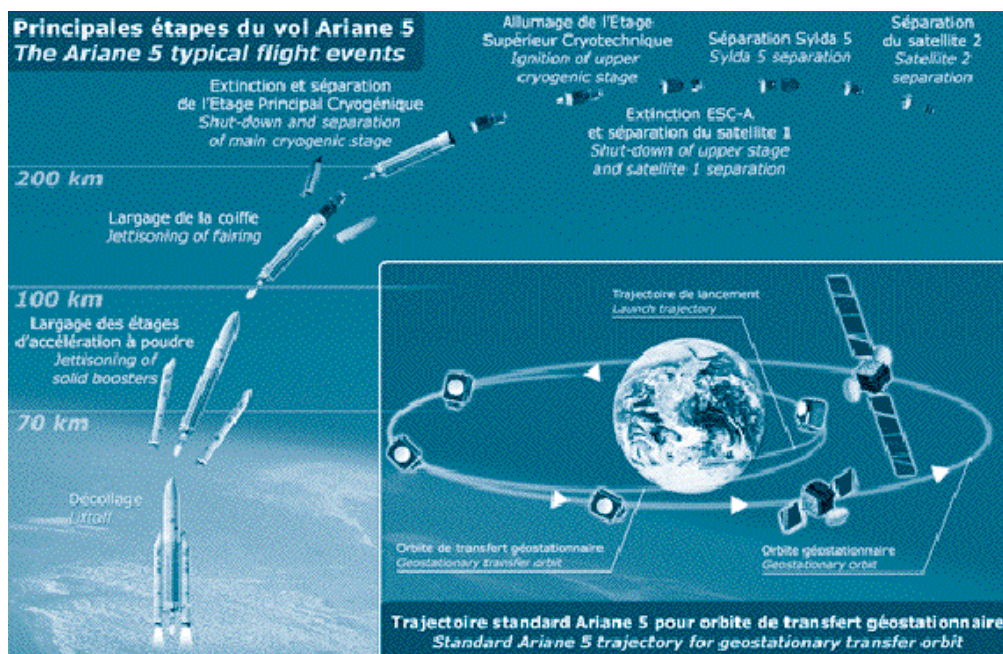 Principales étapes du vol Ariane 5
The Ariane 5 typical flight events
Allumage de l'Etage
Supérieur Cryotechnique
Ignition of upper
cryogenic stage
Séparation Sylda 5
Sylda 5 separation
Séparation
du satellite 2
Satellite 2
separation
Extinction et séparation
de l'Etage Principal Cryogénique
Shut-down and separation
of main cryogenic stage
Extinction ESC-A
et séparation du satellite 1
Shut-down of upper stage
and satellite 1 separation
200 km
Largage de la coiffe
Jettisoning of fairing
100 km
Largage des étages
d'accélération à poudre
Jettisoning of
solid boosters
70 km
Décollage
Liftoff
Trajectoire de lancement
Launch trajectory
Orbite de transfert géostationnaire
Geostationary transfer orbit
Orbite géostationnaire
Geostationary orbit
Trajectoire standard Ariane 5 pour orbite de transfert géostationnaire
Standard Ariane 5 trajectory for geostationary transfer orbit